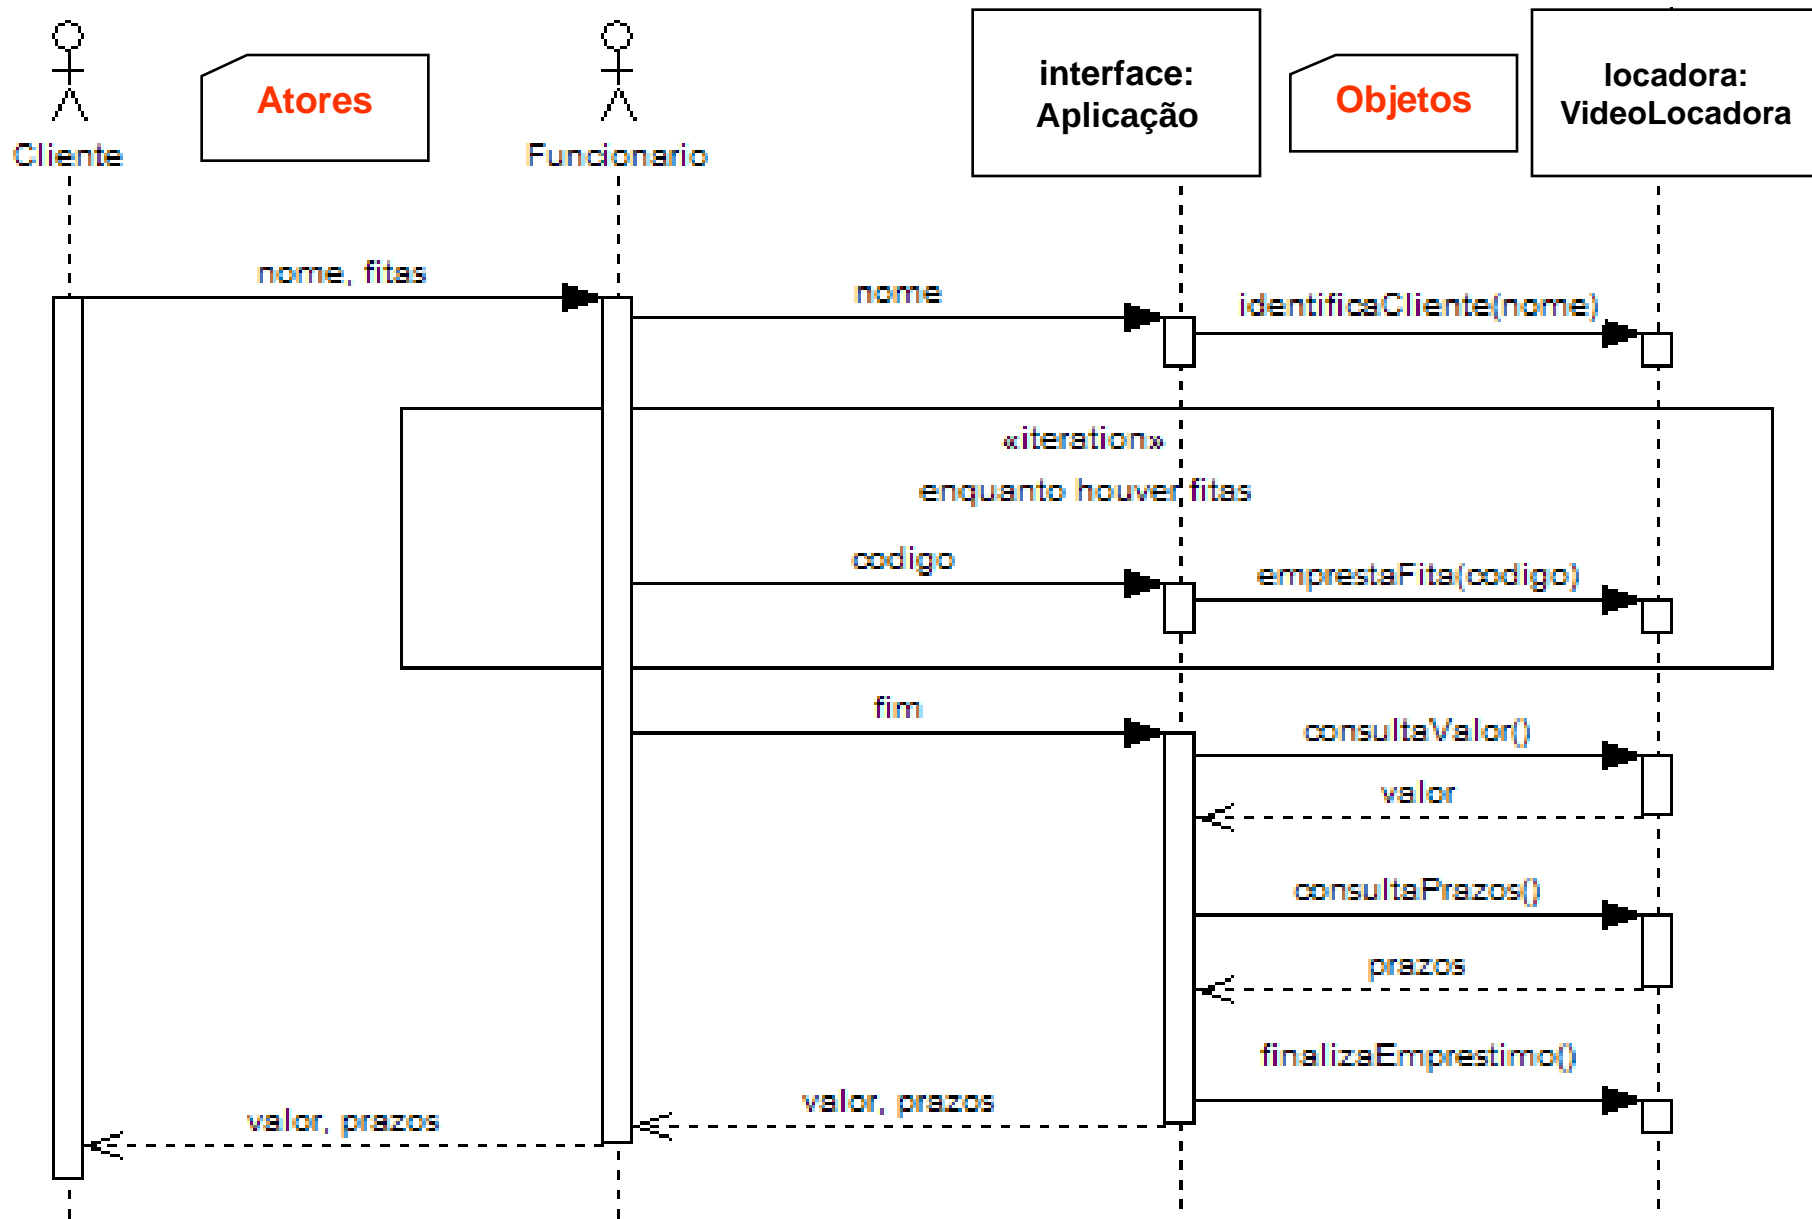 Cliente
Atores
Funcionario
interface:
Aplicação
Objetos
locadora:
VideoLocadora
nome, fitas
nome
identificaCliente(nome)
«iteration»
enquanto houver fitas
codigo
emprestaFita(codigo)
fim
consultaValor()
valor
consultaPrazos()
prazos
finalizaEmprestimo()
valor, prazos
valor, prazos